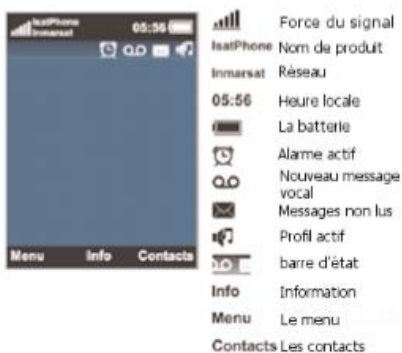 IsatPhone
Inmarsat
05:56
Menu Info Contacts
Force du signal
IsatPhone Nom de produit
Inmarsat Réseau
05:56 Heure locale
La batterie
Alarme actif
Nouveau message
vocal
Messages non lus
Profil actif
barre d'état
Info Information
Menu Le menu
Contacts Les contacts